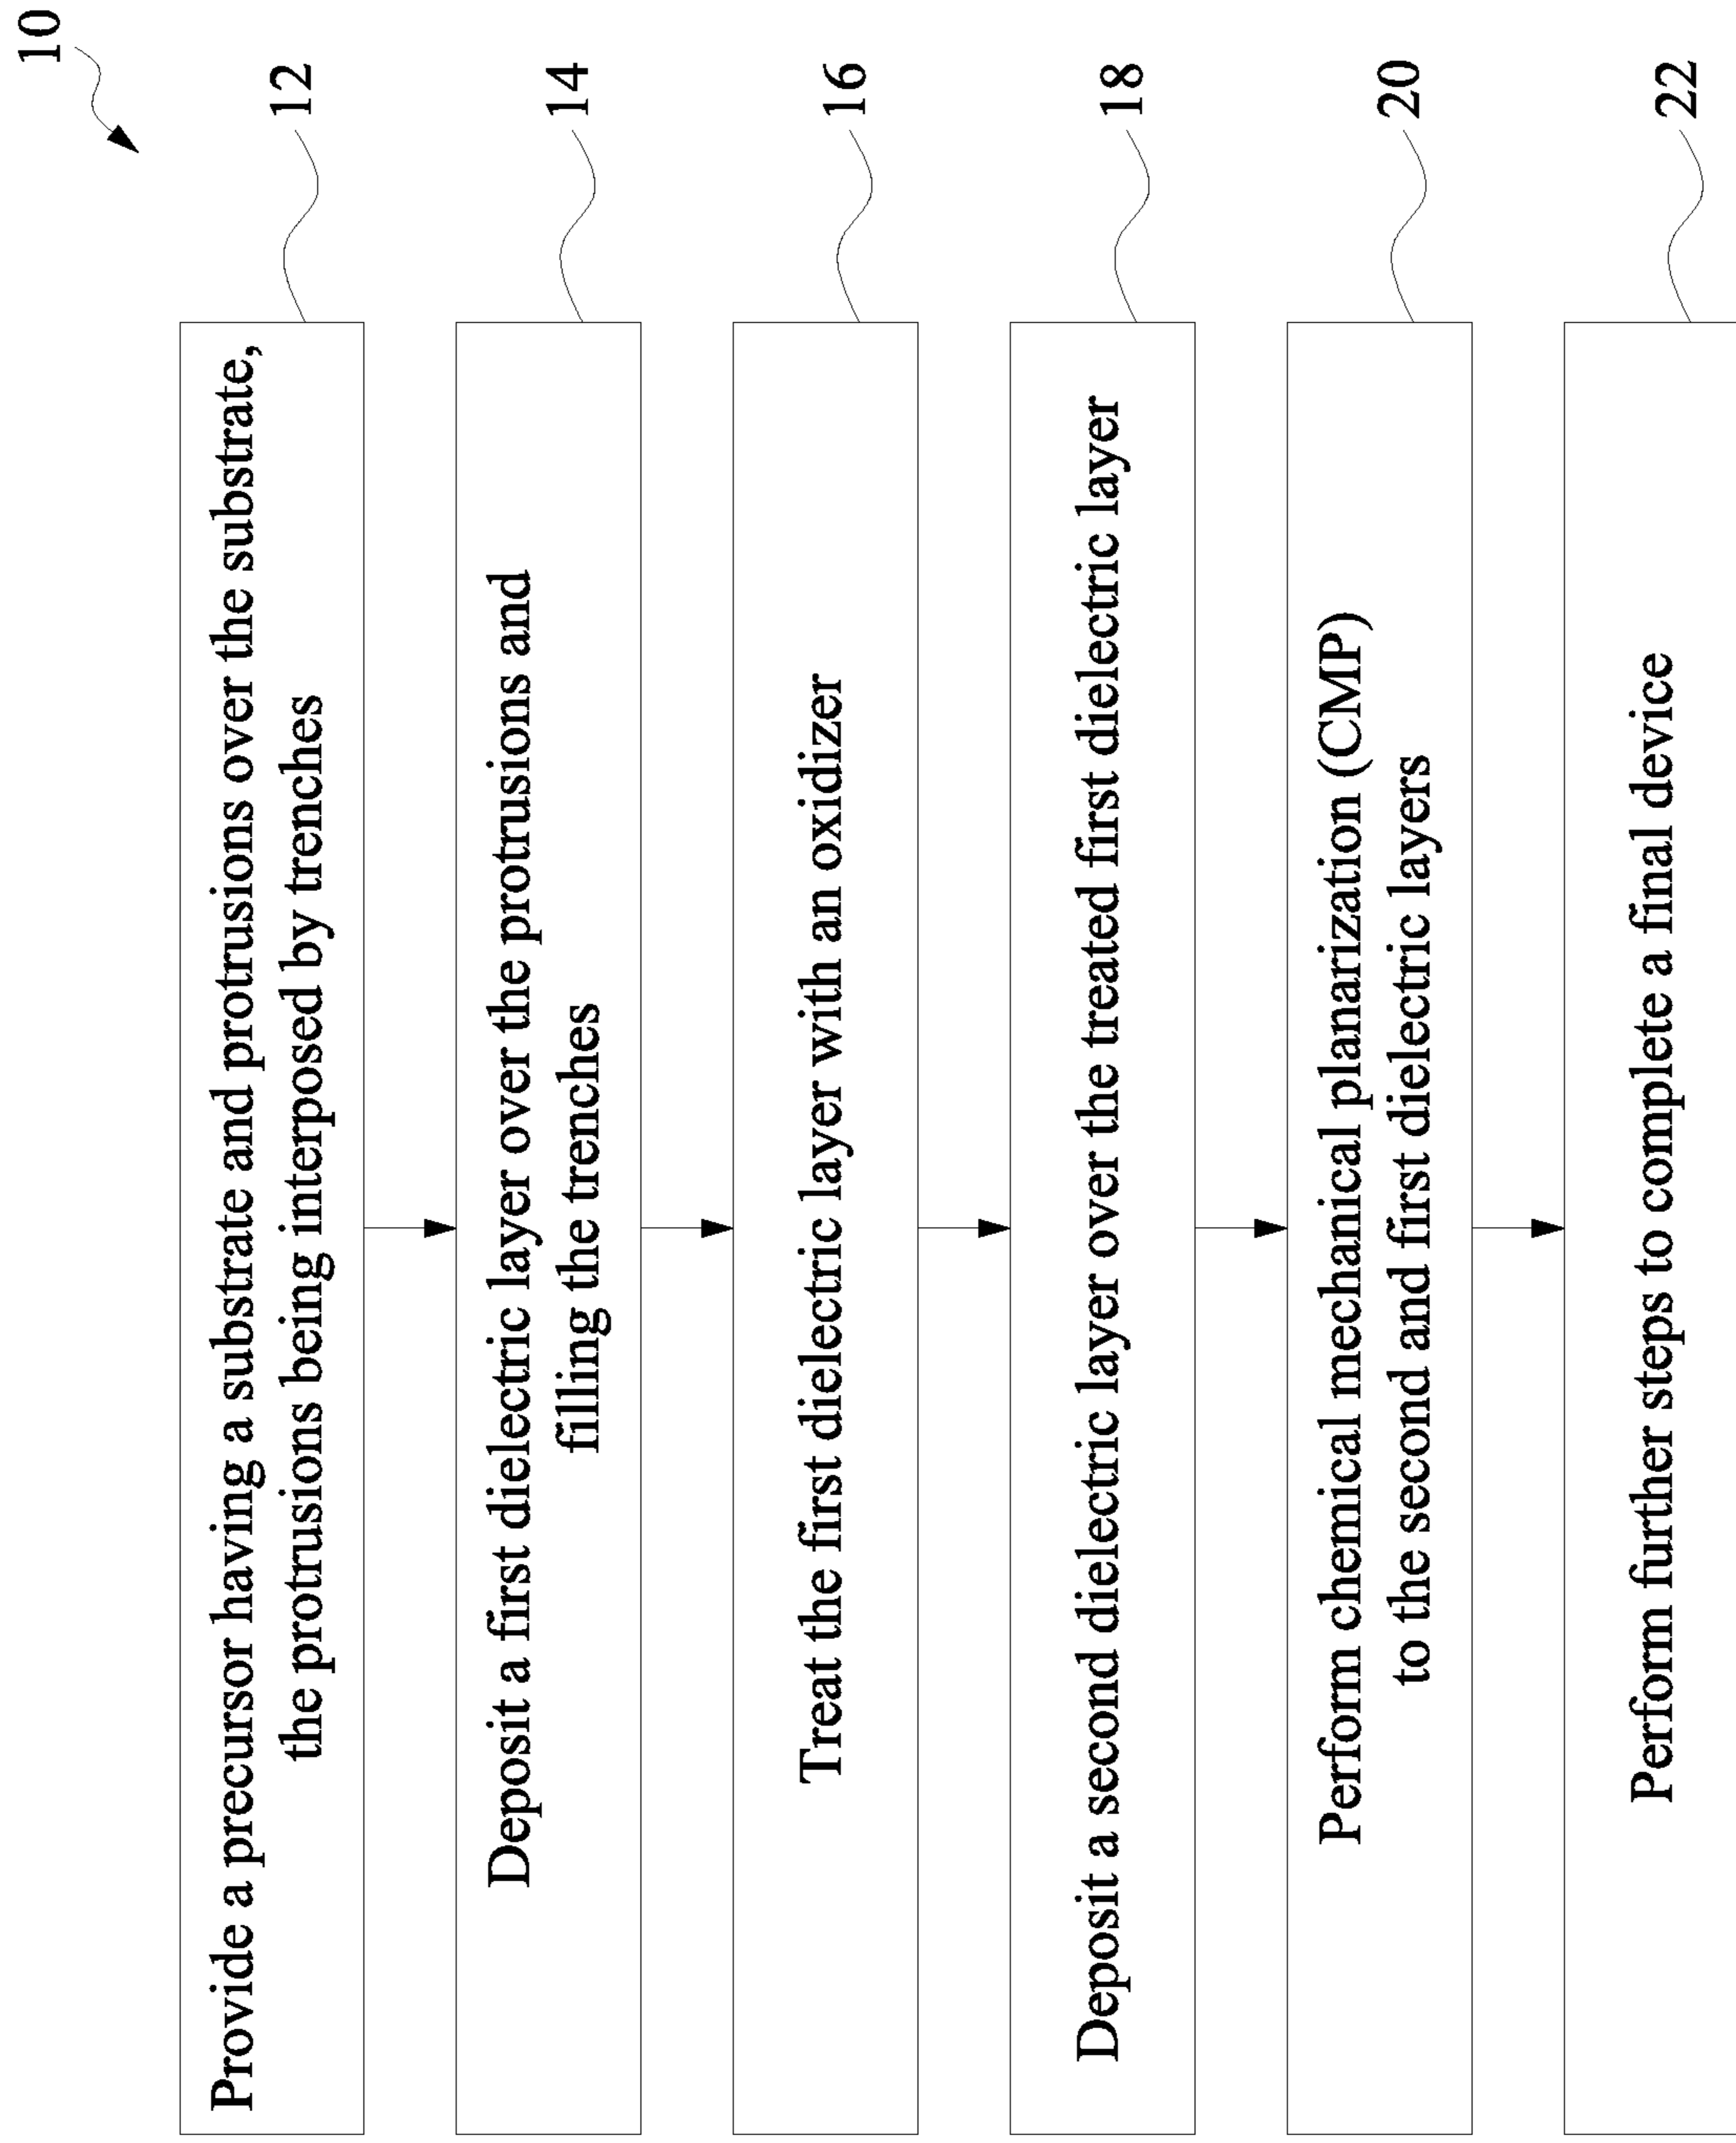 10
Provide a precursor having a substrate and protrusions over the substrate,
the protrusions being interposed by trenches
12
Deposit a first dielectric layer over the protrusions and
filling the trenches
14
Treat the first dielectric layer with an oxidizer
16
Deposit a second dielectric layer over the treated first dielectric layer
18
Perform chemical mechanical planarization (CMP)
to the second and first dielectric layers
20
Perform further steps to complete a final device
22